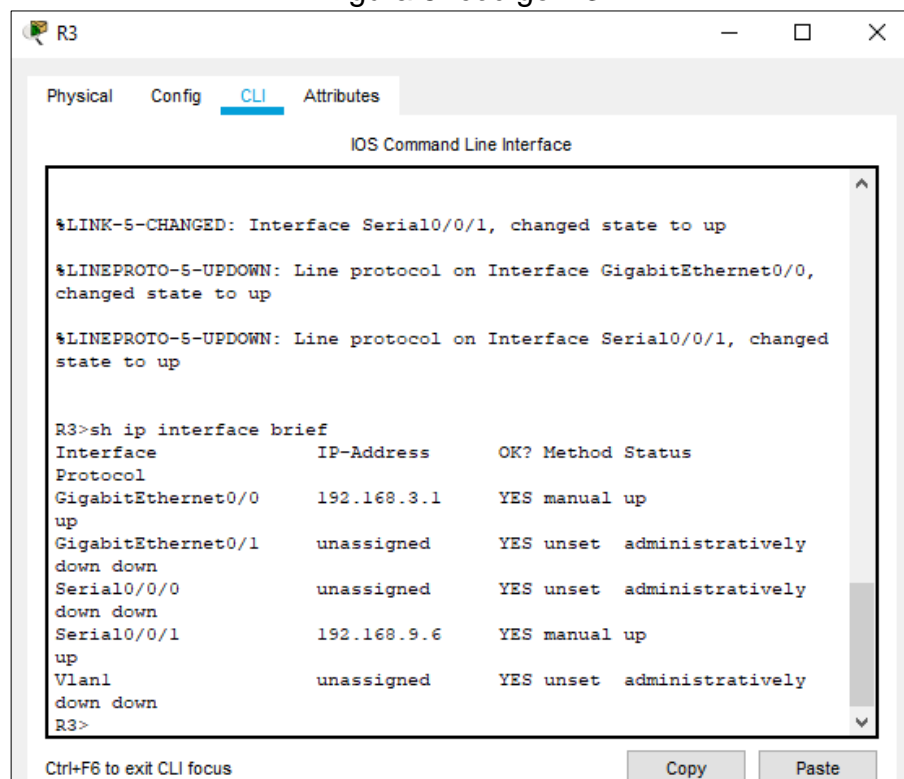 R3
Physical Config CLI Attributes
IOS Command Line Interface
%LINK-5-CHANGED: Interface Serial0/0/1, changed state to up
%LINEPROTO-5-UPDOWN: Line protocol on Interface GigabitEthernet0/0,
changed state to up
%LINEPROTO-5-UPDOWN: Line protocol on Interface Serial0/0/1, changed
state to up
R3>sh ip interface brief
Interface IP-Address OK? Method Status
Protocol
GigabitEthernet0/0 192.168.3.1 YES manual up
up
GigabitEthernet0/1 unassigned YES unset administratively
down down
Serial0/0/0 unassigned YES unset administratively
down down
Serial0/0/1 192.168.9.6 YES manual up
up
Vlan1 unassigned YES unset administratively
down down
R3>
Ctrl+F6 to exit CLI focus
Copy Paste